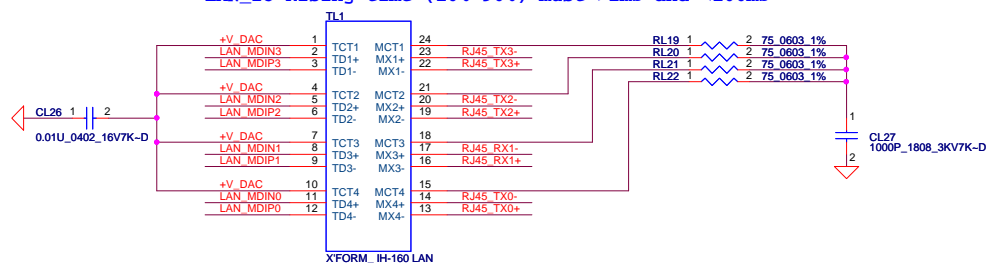 TL1
+V_DAC 1 TCT1 MCT1 24 RL19 1 2 75_0603_1%
LAN_MDIN3 2 TD1+ MX1+ 23 RJ45_TX3- RL20 1 2 75_0603_1%
LAN_MDIP3 3 TD1- MX1- 22 RJ45_TX3+ RL21 1 2 75_0603_1%
RL22 1 2 75_0603_1%
+V_DAC 4 TCT2 MCT2 21
LAN_MDIN2 5 TD2+ MX2+ 20 RJ45_TX2-
LAN_MDIP2 6 TD2- MX2- 19 RJ45_TX2+
CL26 1 2
0.01U_0402_16V7K~D
1
CL27
1000P_1808_3KV7K~D
2
+V_DAC 7 TCT3 MCT3 18
LAN_MDIN1 8 TD3+ MX3+ 17 RJ45_RX1-
LAN_MDIP1 9 TD3- MX3- 16 RJ45_RX1+
+V_DAC 10 TCT4 MCT4 15
LAN_MDIN0 11 TD4+ MX4+ 14 RJ45_TX0-
LAN_MDIP0 12 TD4- MX4- 13 RJ45_TX0+
X'FORM_ IH-160 LAN